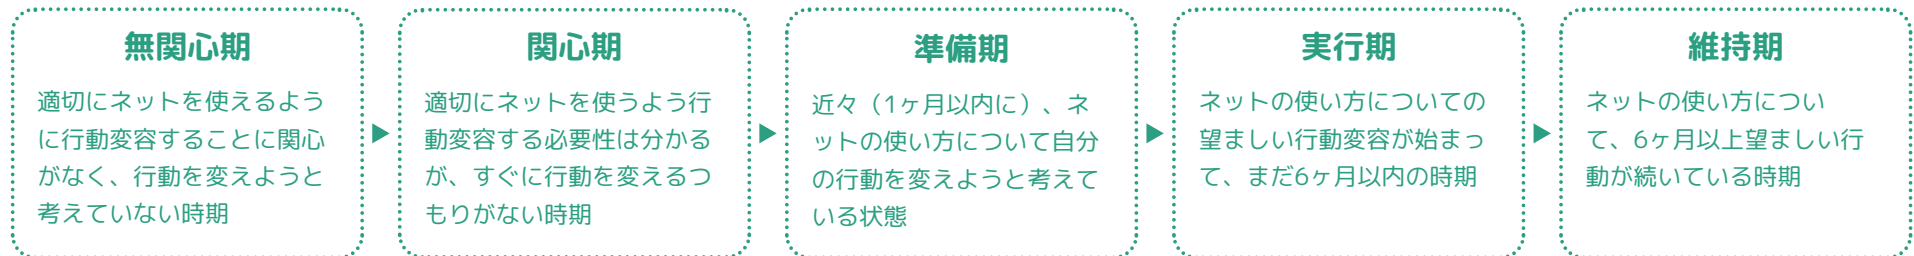 無関心期
適切にネットを使えるよう
に行動変容することに関心
がなく、行動を変えようと
考えていない時期
関心期
適切にネットを使うよう行
動変容する必要性は分かる
が、すぐに行動を変えるつ
もりがない時期
準備期
近々（1ヶ月以内に）、ネ
ットの使い方について自分
の行動を変えようと考えて
いる状態
実行期
ネットの使い方についての
望ましい行動変容が始まっ
て、まだ6ヶ月以内の時期
維持期
ネットの使い方につい
て、6ヶ月以上望ましい行
動が続いている時期